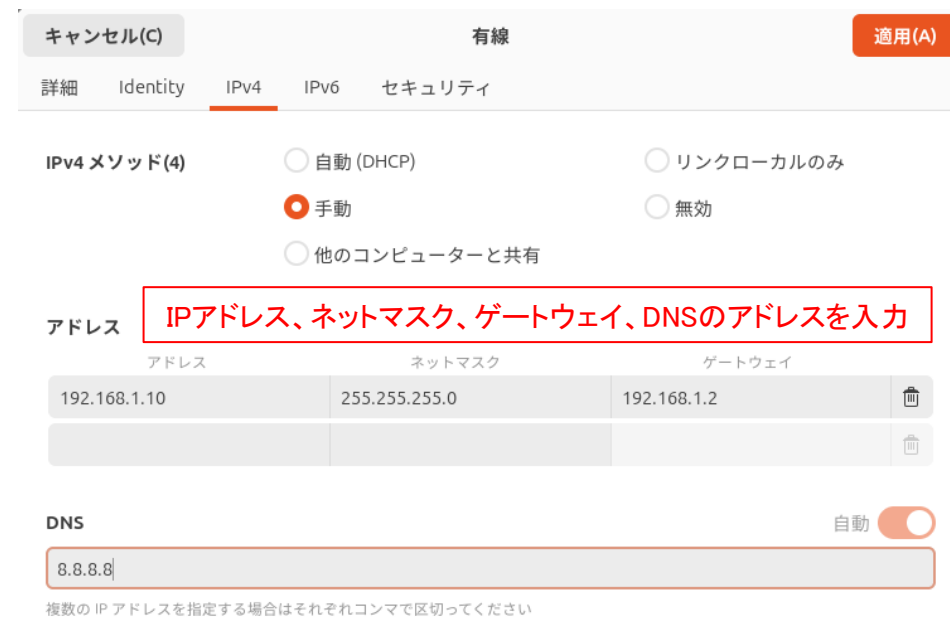 キャンセル(C) 有線 適用(A)
詳細 Identity IPv4 IPv6 セキュリティ
IPv4 メソッド(4) 自動 (DHCP) リンクローカルのみ
手動 無効
他のコンピューターと共有
IPアドレス、ネットマスク、ゲートウェイ、DNSのアドレスを入力
アドレス
アドレス ネットマスク ゲートウェイ
192.168.1.10 255.255.255.0 192.168.1.2
DNS 自動
8.8.8.8
複数の IP アドレスを指定する場合はそれぞれコンマで区切ってください